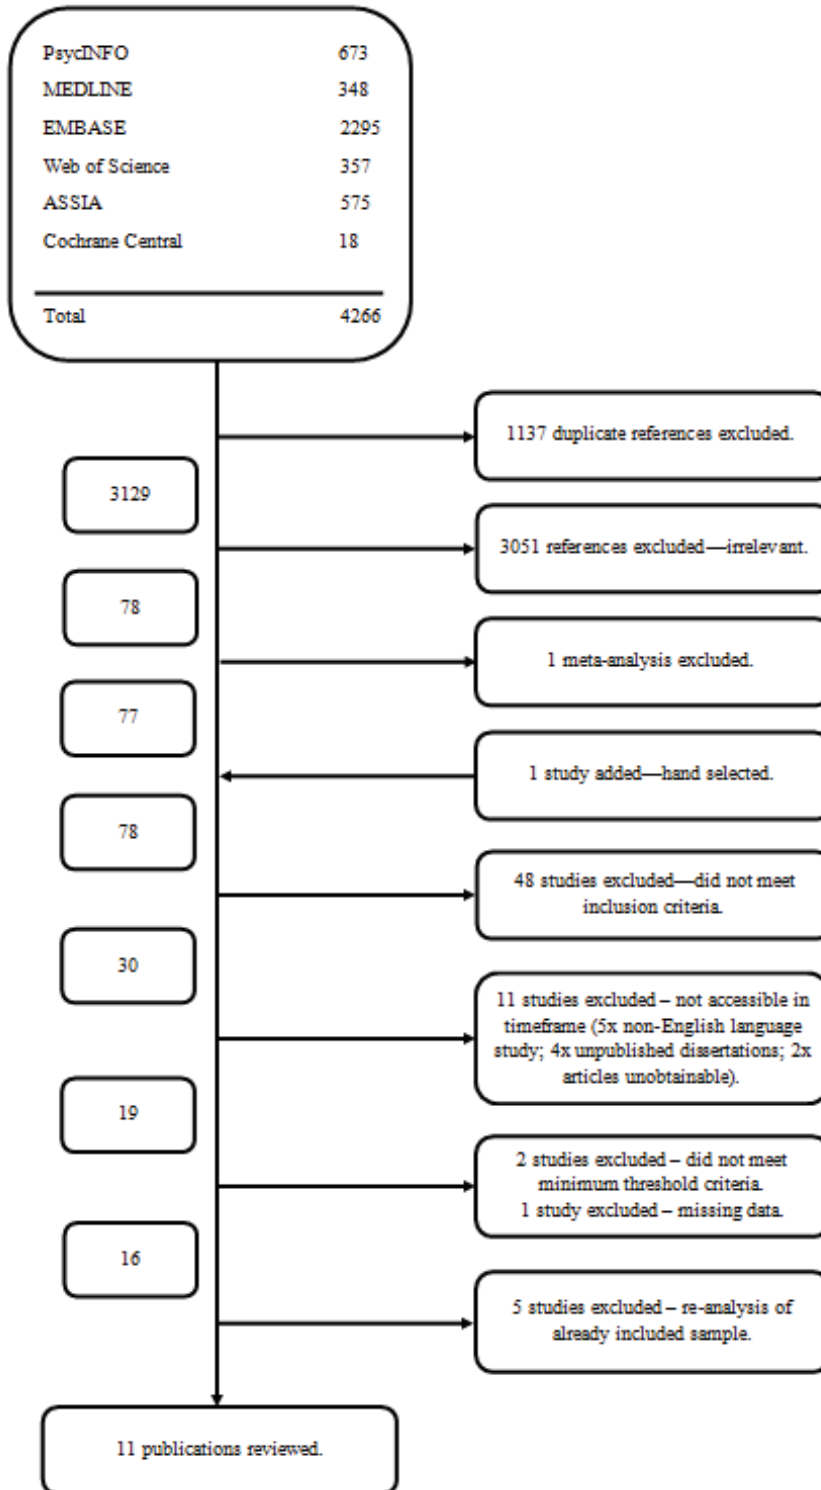 PsycINFO 673
MEDLINE 348
EMBASE 2295
Web of Science 357
ASSIA 575
Cochrane Central 18
Total 4266
1137 duplicate references excluded.
3129
3051 references excluded—irrelevant.
78
1 meta-analysis excluded.
77
1 study added—hand selected.
78
48 studies excluded—did not meet
inclusion criteria.
30
11 studies excluded – not accessible in
timeframe (5x non-English language
study; 4x unpublished dissertations; 2x
articles unobtainable).
19
2 studies excluded – did not meet
minimum threshold criteria.
1 study excluded – missing data.
16
5 studies excluded – re-analysis of
already included sample.
11 publications reviewed.